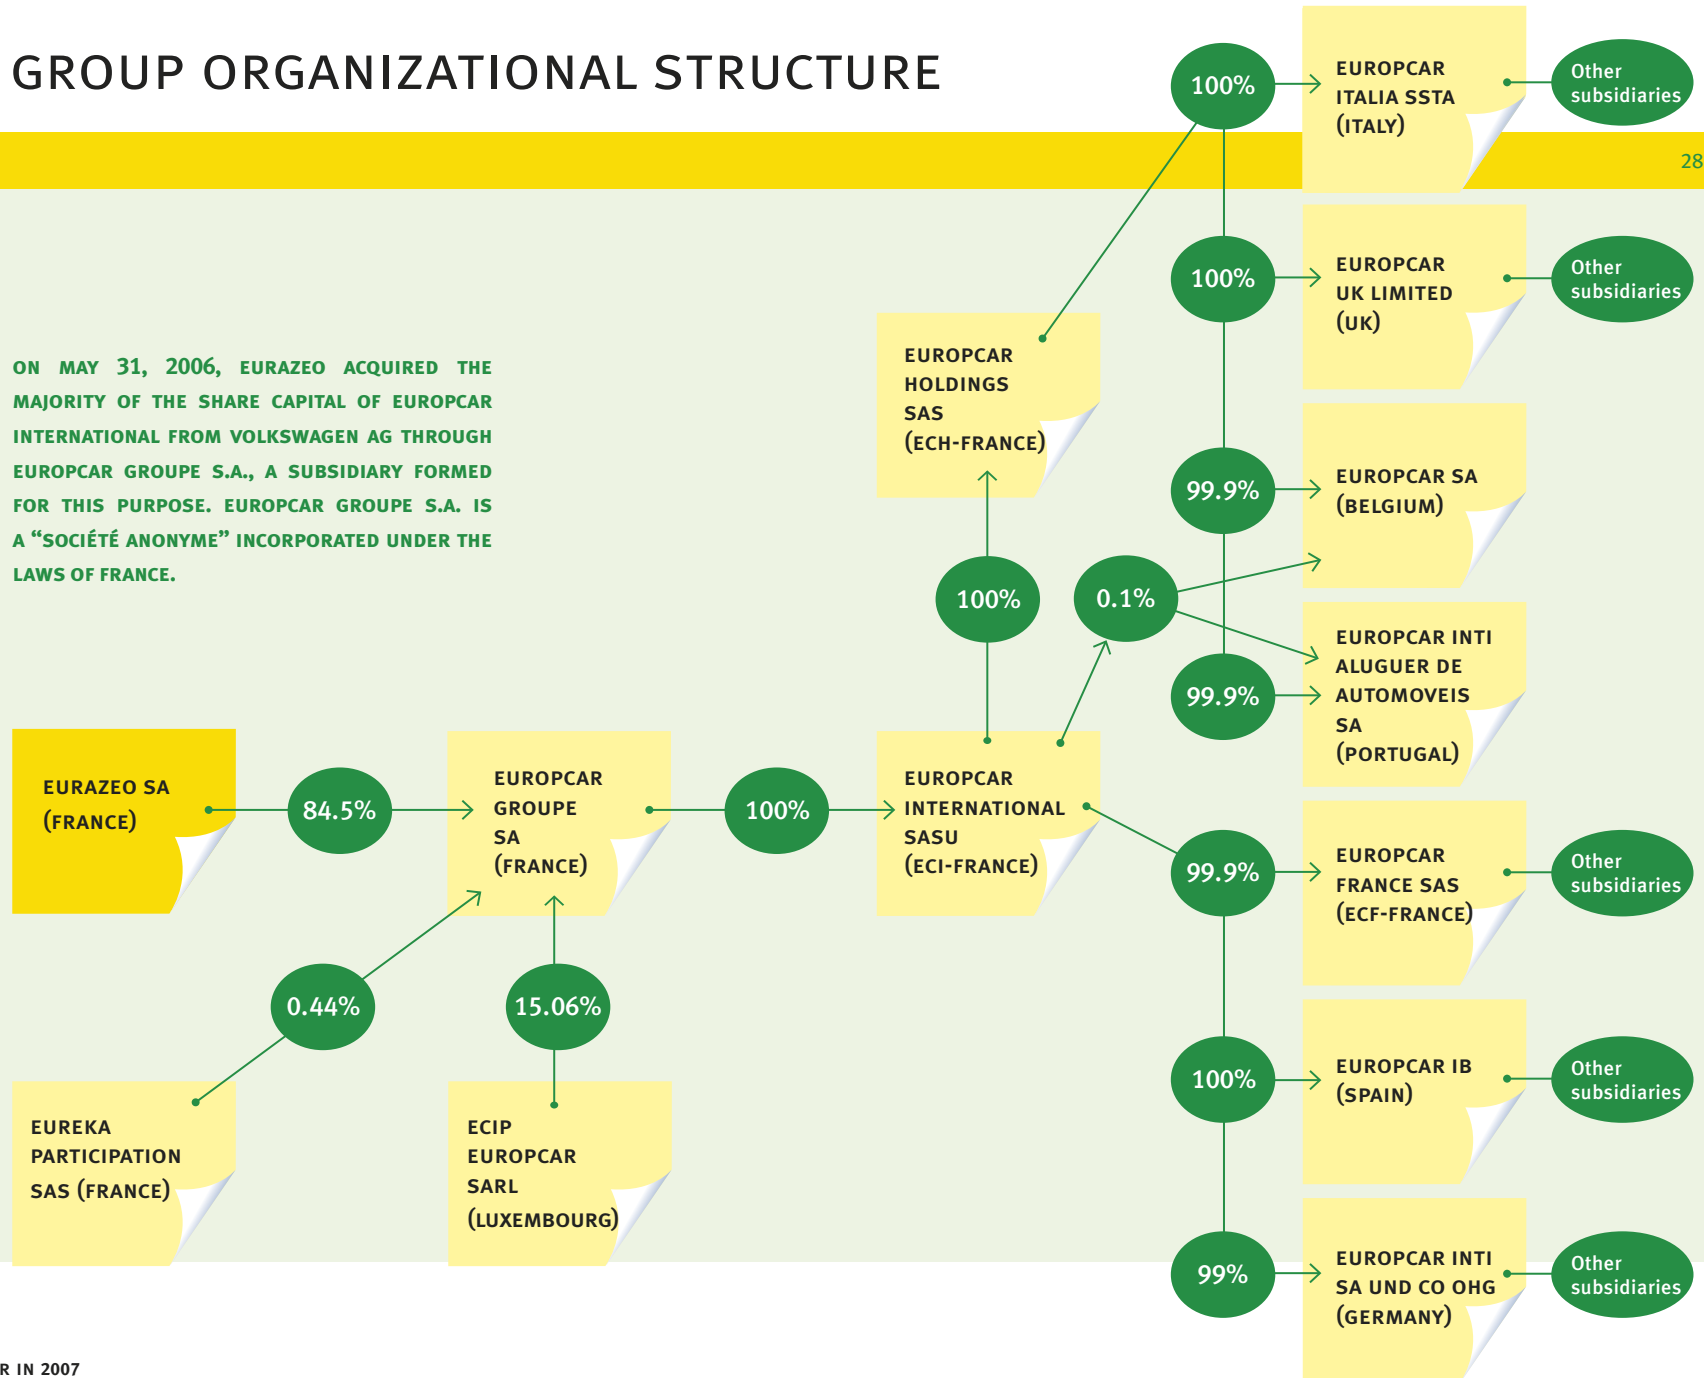 GROUP ORGANIZATIONAL STRUCTURE
28
ON MAY 31, 2006, EURAZEO ACQUIRED THE
MAJORITY OF THE SHARE CAPITAL OF EUROPCAR
INTERNATIONAL FROM VOLKSWAGEN AG THROUGH
EUROPCAR GROUPE S.A., A SUBSIDIARY FORMED
FOR THIS PURPOSE. EUROPCAR GROUPE S.A. IS
A “SOCIÉTÉ ANONYME” INCORPORATED UNDER THE
LAWS OF FRANCE.
EURAZEO SA
(FRANCE)
84.5%
EUROPCAR
GROUPE
SA
(FRANCE)
0.44%
15.06%
EUREKA
PARTICIPATION
SAS (FRANCE)
ECIP
EUROPCAR
SARL
(LUXEMBOURG)
100%
EUROPCAR
INTERNATIONAL
SASU
(ECI-FRANCE)
100%
0.1%
EUROPCAR
HOLDINGS
SAS
(ECH-FRANCE)
100%
EUROPCAR
ITALIA SSTA
(ITALY)
Other
subsidiaries
100%
EUROPCAR
UK LIMITED
(UK)
Other
subsidiaries
99.9%
EUROPCAR SA
(BELGIUM)
99.9%
EUROPCAR INTI
ALUGUER DE
AUTOMOVEIS
SA
(PORTUGAL)
99.9%
EUROPCAR
FRANCE SAS
(ECF-FRANCE)
Other
subsidiaries
100%
EUROPCAR IB
(SPAIN)
Other
subsidiaries
99%
EUROPCAR INTI
SA UND CO OHG
(GERMANY)
Other
subsidiaries
R IN 2007